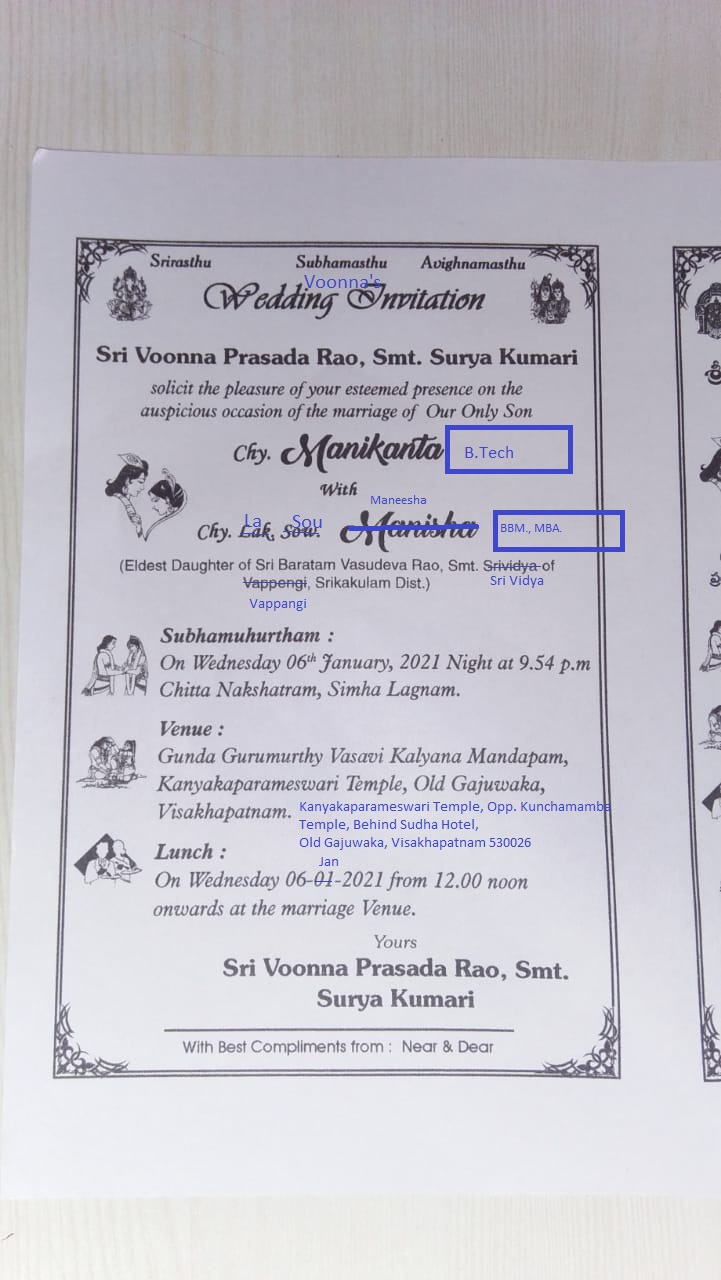 Srirasthu Subhamasthu Avighnamasthu
Voonna's
Wedding Invitation
Sri Voonna Prasada Rao, Smt. Surya Kumari
solicit the pleasure of your esteemed presence on the
auspicious occasion of the marriage of Our Only Son
Chy. Manikanta B.Tech
With
Maneesha
La Sou
Chy. Lak. Sow. Manisha BBM., MBA.
(Eldest Daughter of Sri Baratam Vasudeva Rao, Smt. Srividya of
Sri Vidya
Vappengi, Srikakulam Dist.)
Vappangi
Subhamuhurtham :
On Wednesday 06th January, 2021 Night at 9.54 p.m
Chitta Nakshatram, Simha Lagnam.
Venue :
Gunda Gurumurthy Vasavi Kalyana Mandapam,
Kanyakaparameswari Temple, Old Gajuwaka,
Visakhapatnam.
Kanyakaparameswari Temple, Opp. Kunchamamba
Temple, Behind Sudha Hotel,
Old Gajuwaka, Visakhapatnam 530026
Lunch :
Jan
On Wednesday 06-01-2021 from 12.00 noon
onwards at the marriage Venue.
Yours
Sri Voonna Prasada Rao, Smt.
Surya Kumari
With Best Compliments from : Near & Dear